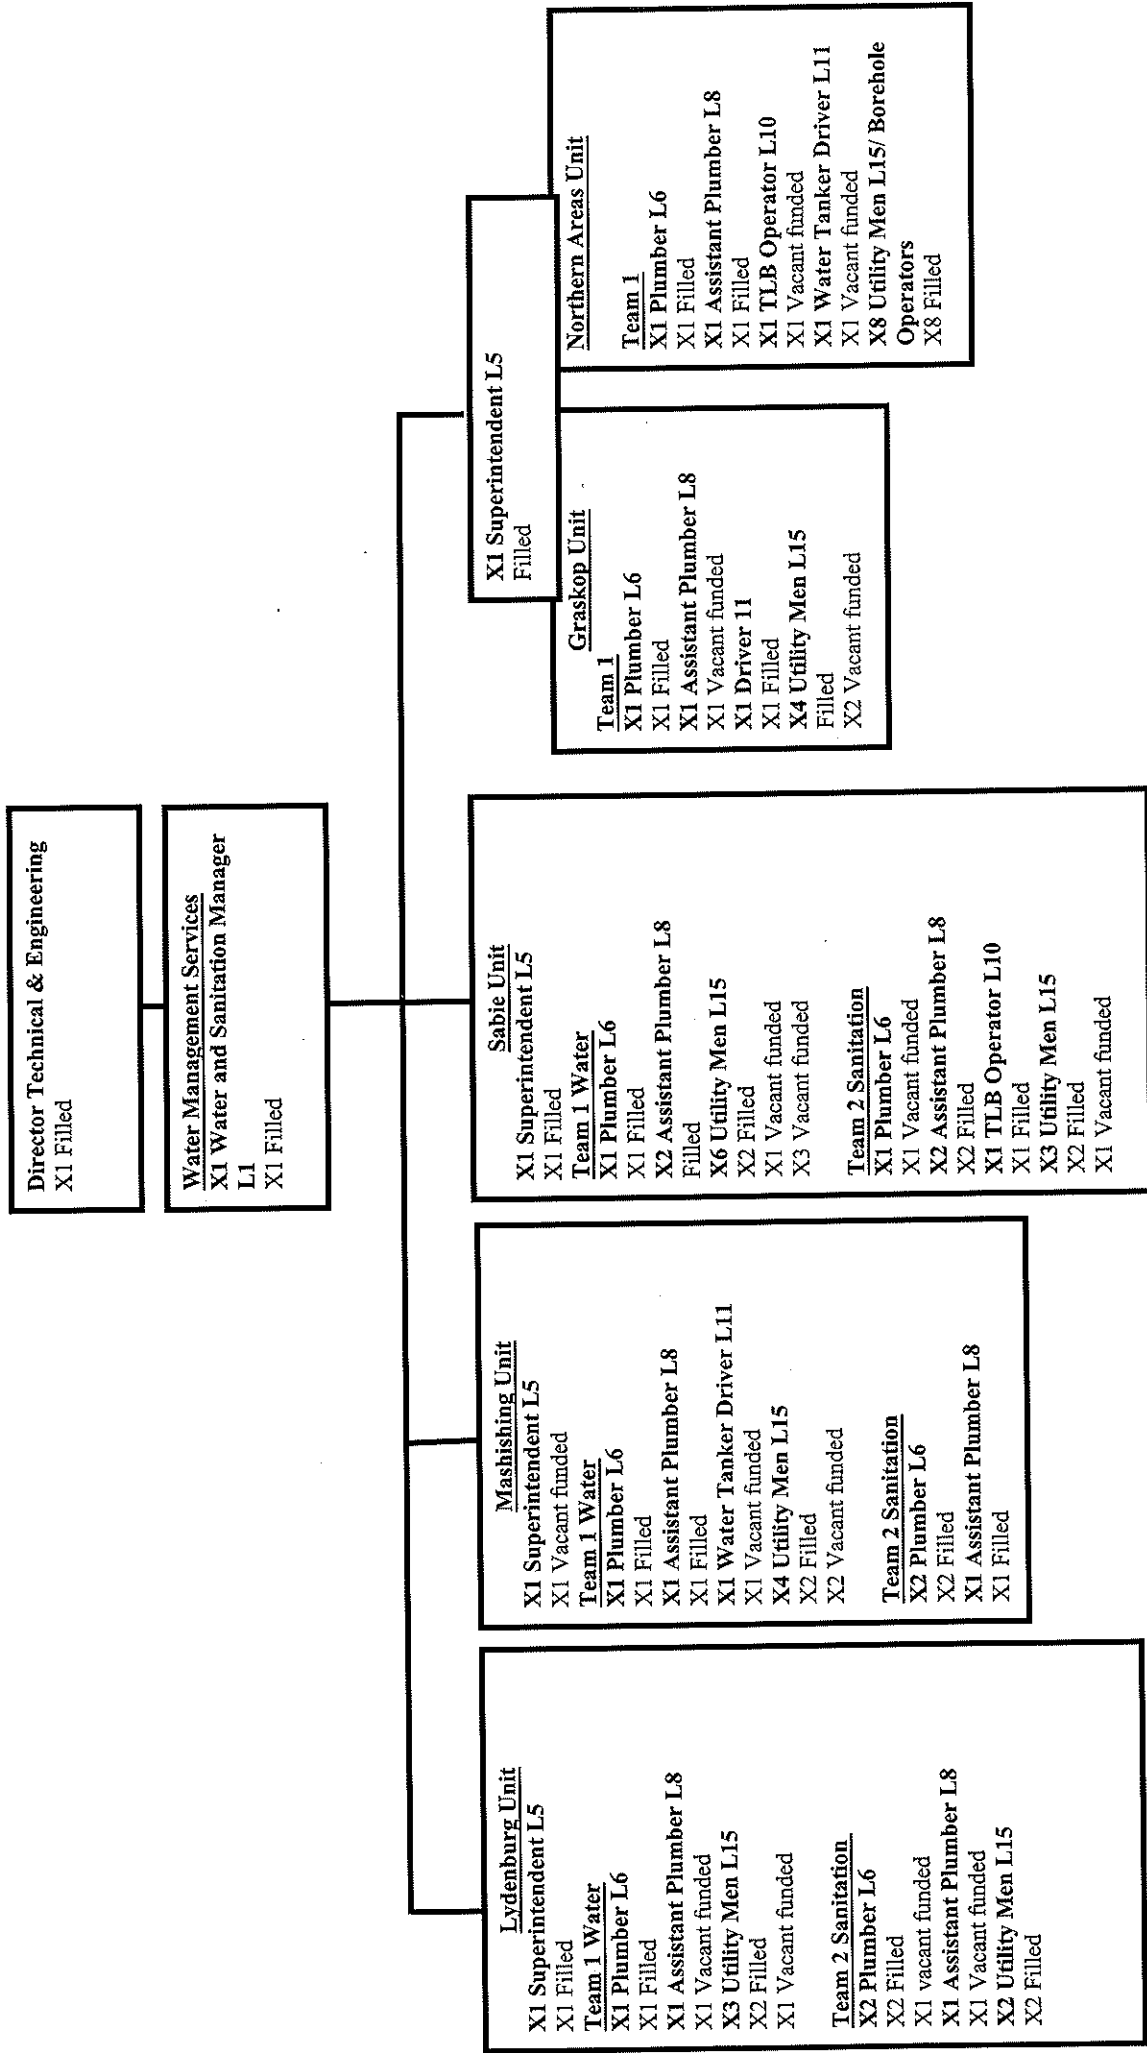 Director Technical & Engineering
X1 Filled
Water Management Services
X1 Water and Sanitation Manager
L1
X1 Filled
Lydenburg Unit
X1 Superintendent L5
X1 Filled
Team 1 Water
X1 Plumber L6
X1 Filled
X1 Assistant Plumber L8
X1 Vacant funded
X3 Utility Men L15
X2 Filled
X1 Vacant funded
Team 2 Sanitation
X2 Plumber L6
X2 Filled
X1 vacant funded
X1 Assistant Plumber L8
X1 Vacant funded
X2 Utility Men L15
X2 Filled
Mashishing Unit
X1 Superintendent L5
X1 Vacant funded
Team 1 Water
X1 Plumber L6
X1 Filled
X1 Assistant Plumber L8
X1 Filled
X1 Water Tanker Driver L11
X1 Vacant funded
X4 Utility Men L15
X2 Filled
X2 Vacant funded
Team 2 Sanitation
X2 Plumber L6
X2 Filled
X1 Assistant Plumber L8
X1 Filled
Sabie Unit
X1 Superintendent L5
X1 Filled
Team 1 Water
X1 Plumber L6
X1 Filled
X2 Assistant Plumber L8
Filled
X6 Utility Men L15
X2 Filled
X1 Vacant funded
X3 Vacant funded
Team 2 Sanitation
X1 Plumber L6
X1 Vacant funded
X2 Assistant Plumber L8
X2 Filled
X1 TLB Operator L10
X1 Filled
X3 Utility Men L15
X2 Filled
X1 Vacant funded
X1 Superintendent L5
Filled
Graskop Unit
Team 1
X1 Plumber L6
X1 Filled
X1 Assistant Plumber L8
X1 Vacant funded
X1 Driver 11
X1 Filled
X4 Utility Men L15
Filled
X2 Vacant funded
Northern Areas Unit
Team 1
X1 Plumber L6
X1 Filled
X1 Assistant Plumber L8
X1 Filled
X1 TLB Operator L10
X1 Vacant funded
X1 Water Tanker Driver L11
X1 Vacant funded
X8 Utility Men L15/ Borehole
Operators
X8 Filled